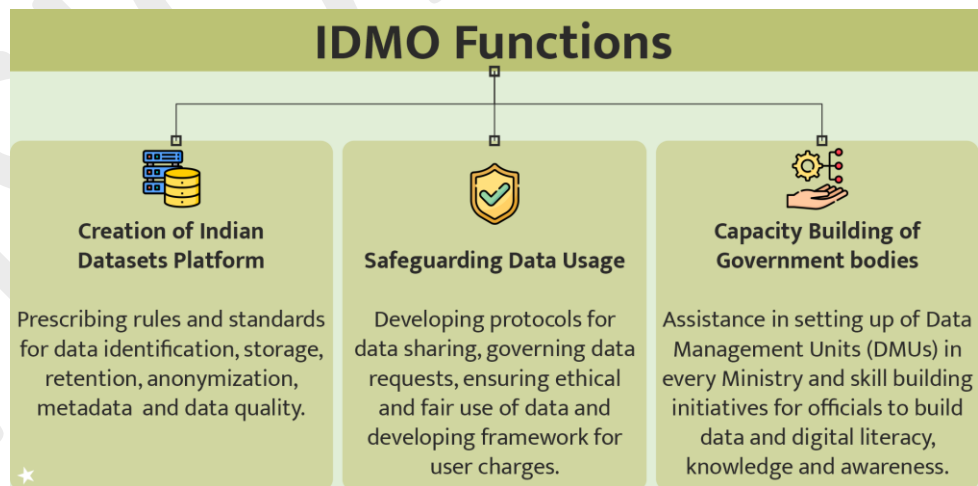 IDMO Functions
Creation of Indian
Datasets Platform
Prescribing rules and standards
for data identification, storage,
retention, anonymization,
metadata and data quality.
Safeguarding Data Usage
Developing protocols for
data sharing, governing data
requests, ensuring ethical
and fair use of data and
developing framework for
user charges.
Capacity Building of
Government bodies
Assistance in setting up of Data
Management Units (DMUs) in
every Ministry and skill building
initiatives for officials to build
data and digital literacy,
knowledge and awareness.